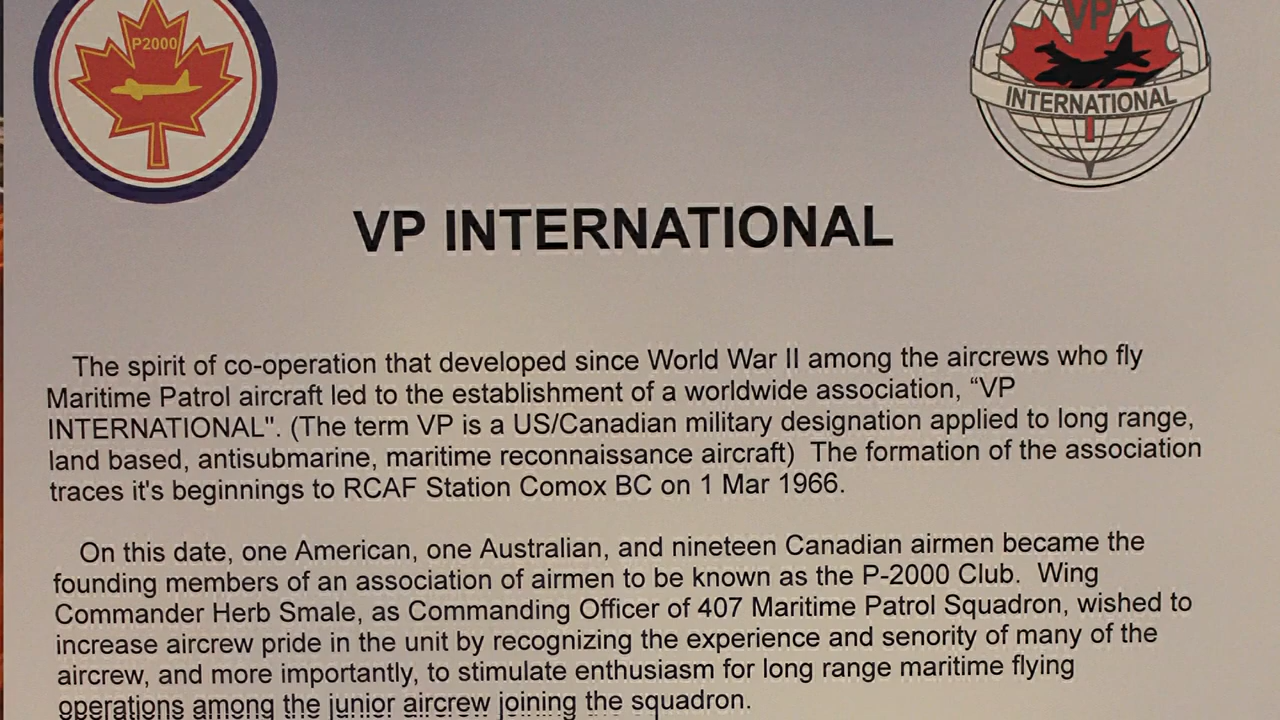 P2000
VP
INTERNATIONAL
VP INTERNATIONAL
The spirit of co-operation that developed since World War II among the aircrews who fly
Maritime Patrol aircraft led to the establishment of a worldwide association, “VP
INTERNATIONAL". (The term VP is a US/Canadian military designation applied to long range,
land based, antisubmarine, maritime reconnaissance aircraft)  The formation of the association
traces it's beginnings to RCAF Station Comox BC on 1 Mar 1966.
On this date, one American, one Australian, and nineteen Canadian airmen became the
founding members of an association of airmen to be known as the P-2000 Club.  Wing
Commander Herb Smale, as Commanding Officer of 407 Maritime Patrol Squadron, wished to
increase aircrew pride in the unit by recognizing the experience and senority of many of the
aircrew, and more importantly, to stimulate enthusiasm for long range maritime flying
operations among the junior aircrew joining the squadron.